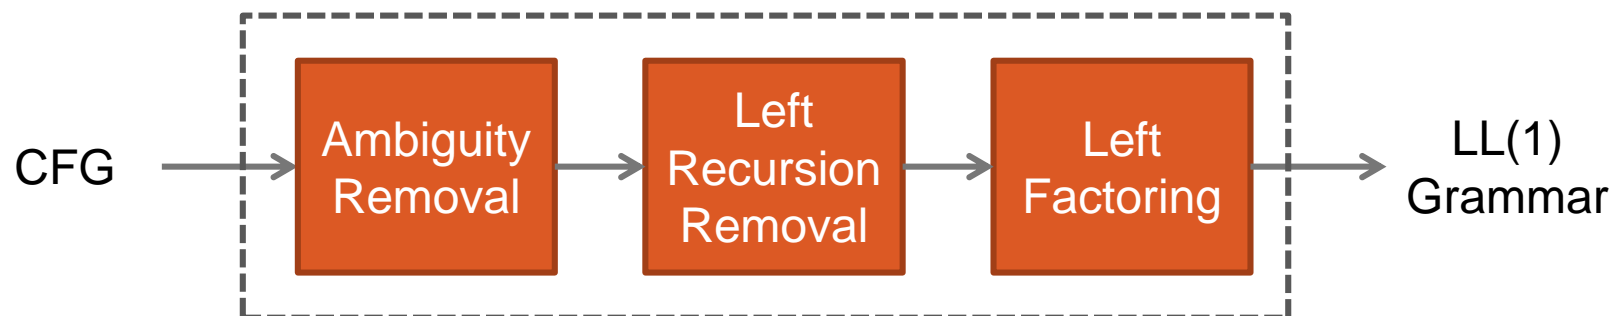 CFG
Ambiguity
Removal
Left
Recursion
Removal
Left
Factoring
LL(1)
Grammar